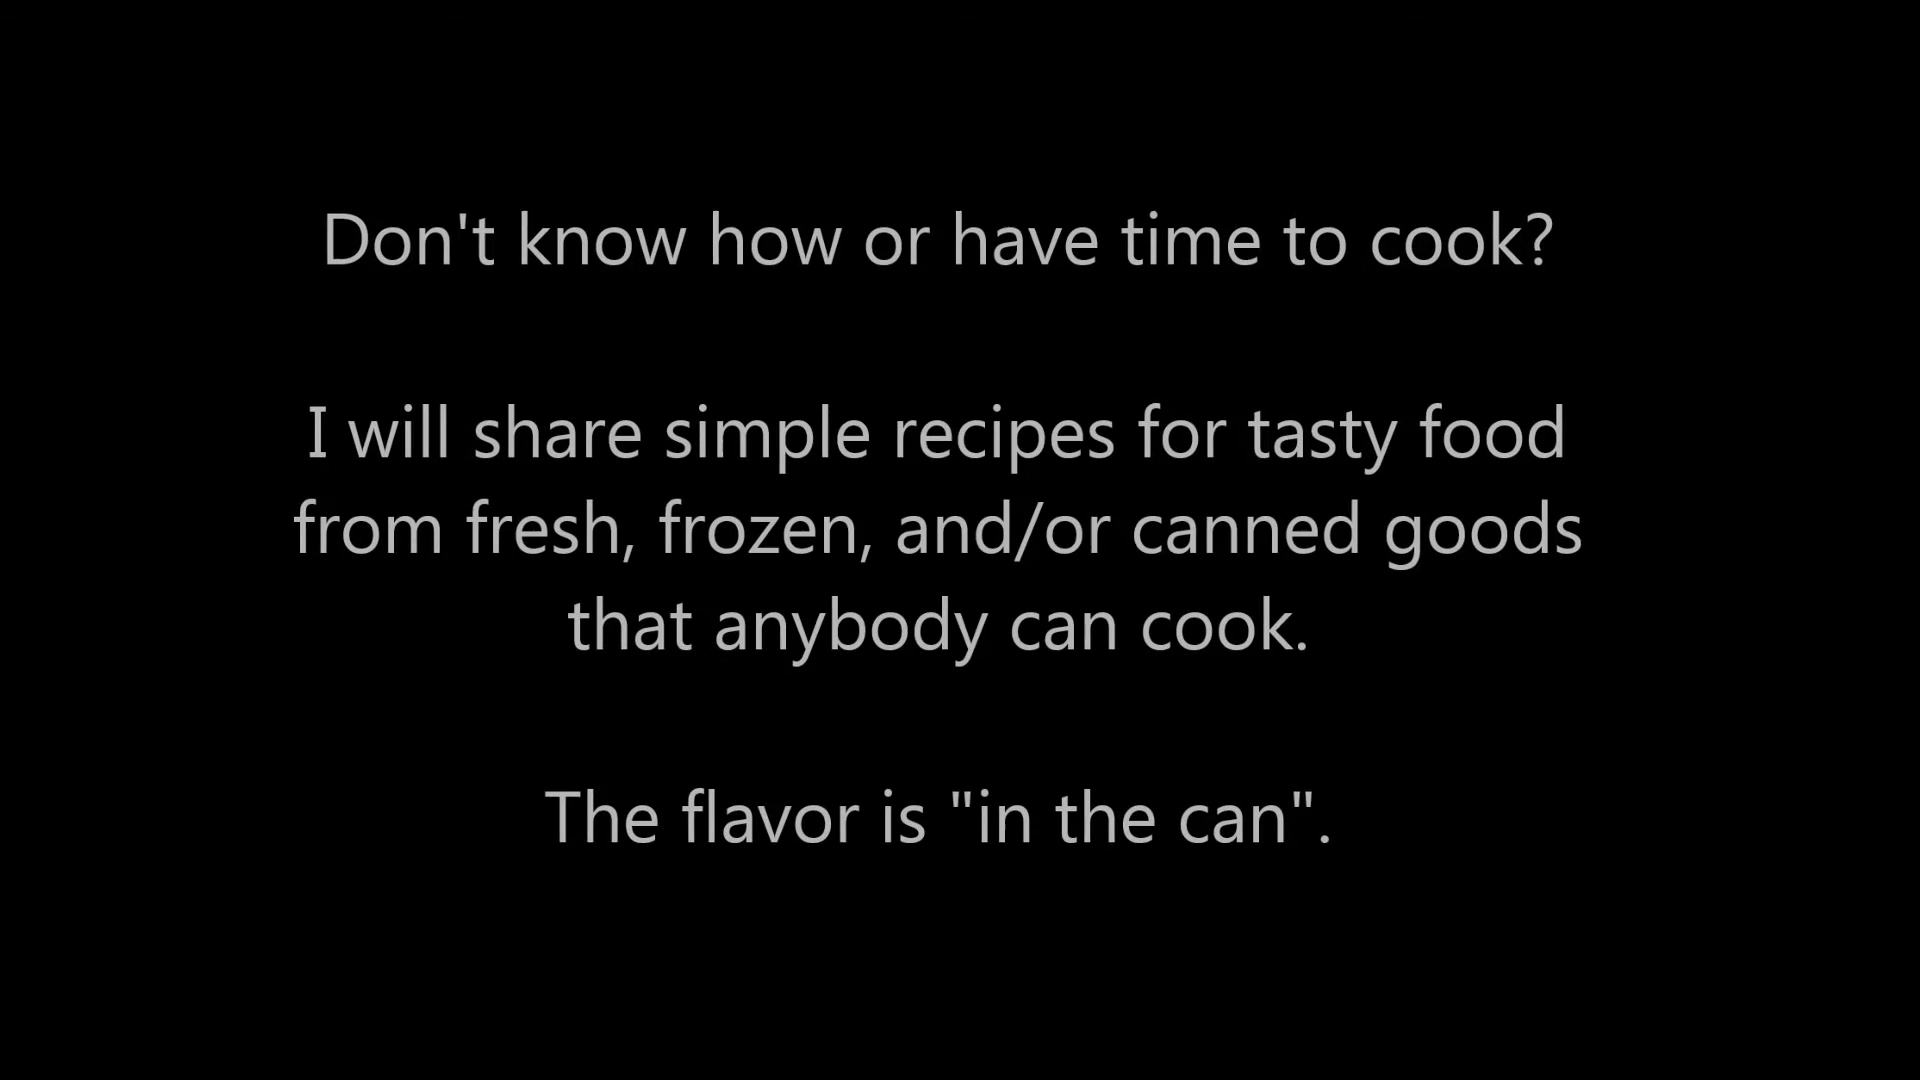 Don't know how or have time to cook?
I will share simple recipes for tasty food
from fresh, frozen, and/or canned goods
that anybody can cook.
The flavor is "in the can".